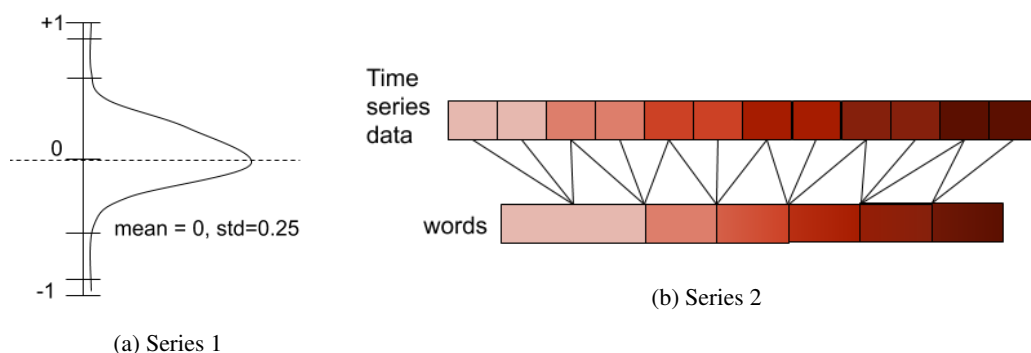 +1
0
mean = 0, std=0.25
-1
(a) Series 1
Time
series
data
words
(b) Series 2